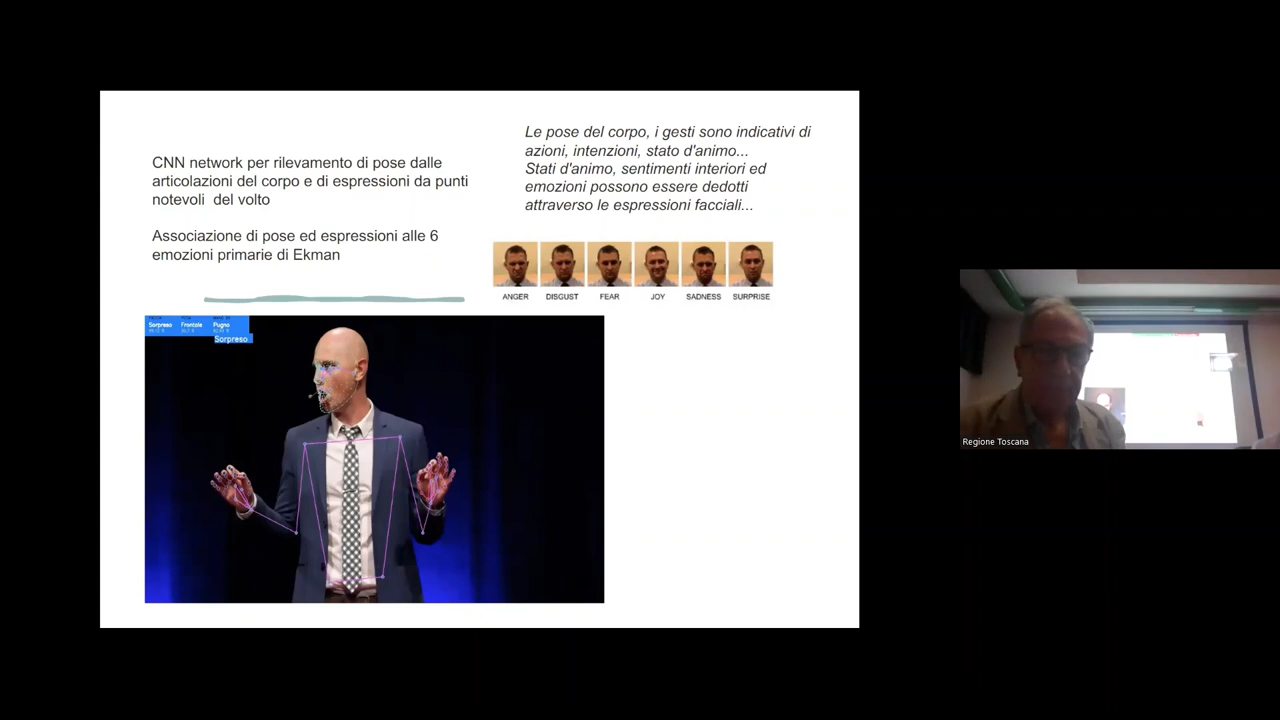 CNN network per rilevamento di pose dalle
articolazioni del corpo e di espressioni da punti
notevoli del volto
Associazione di pose ed espressioni alle 6
emozioni primarie di Ekman
Le pose del corpo, i gesti sono indicativi di
azioni, intenzioni, stato d'animo...
Stati d'animo, sentimenti interiori ed
emozioni possono essere dedotti
attraverso le espressioni facciali...
ANGER DISGUST FEAR JOY SADNESS SURPRISE
Sorpreso Frontale Pugno
Sorpreso
Regione Toscana